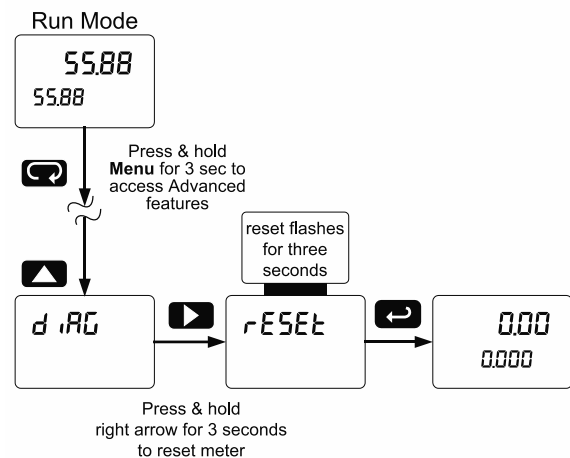 Run Mode
55.88
55.88
Press & hold
Menu for 3 sec to
access Advanced
features
reset flashes
for three
seconds
d iAG
rESEt
0.00
0.000
Press & hold
right arrow for 3 seconds
to reset meter